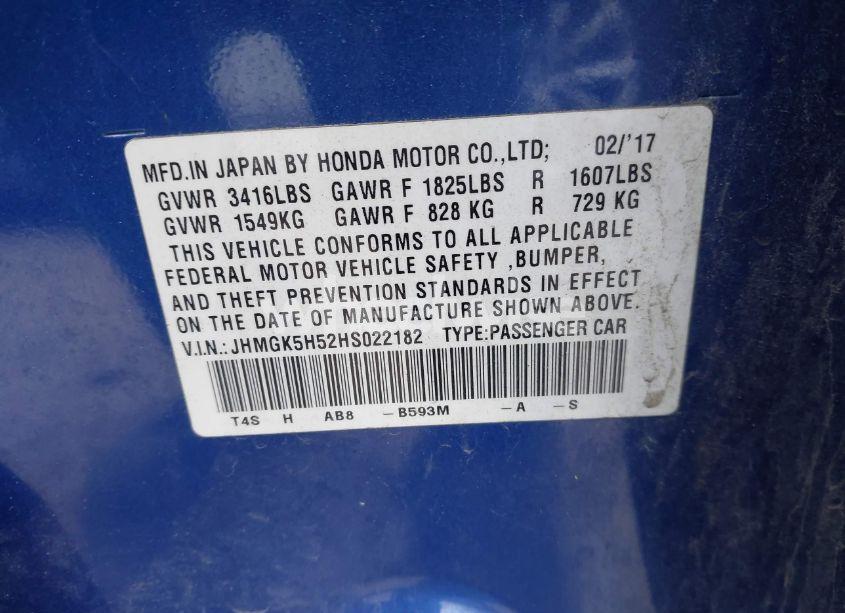 MFD.IN JAPAN BY HONDA MOTOR CO.,LTD; 02/'17
GVWR 3416LBS GAWR F 1825LBS R 1607LBS
GVWR 1549KG GAWR F 828 KG R 729 KG
THIS VEHICLE CONFORMS TO ALL APPLICABLE
FEDERAL MOTOR VEHICLE SAFETY ,BUMPER,
AND THEFT PREVENTION STANDARDS IN EFFECT
ON THE DATE OF MANUFACTURE SHOWN ABOVE.
V.I.N.: JHMGK5H52HS022182 TYPE:PASSENGER CAR
T4S H AB8 -B593M -A -S